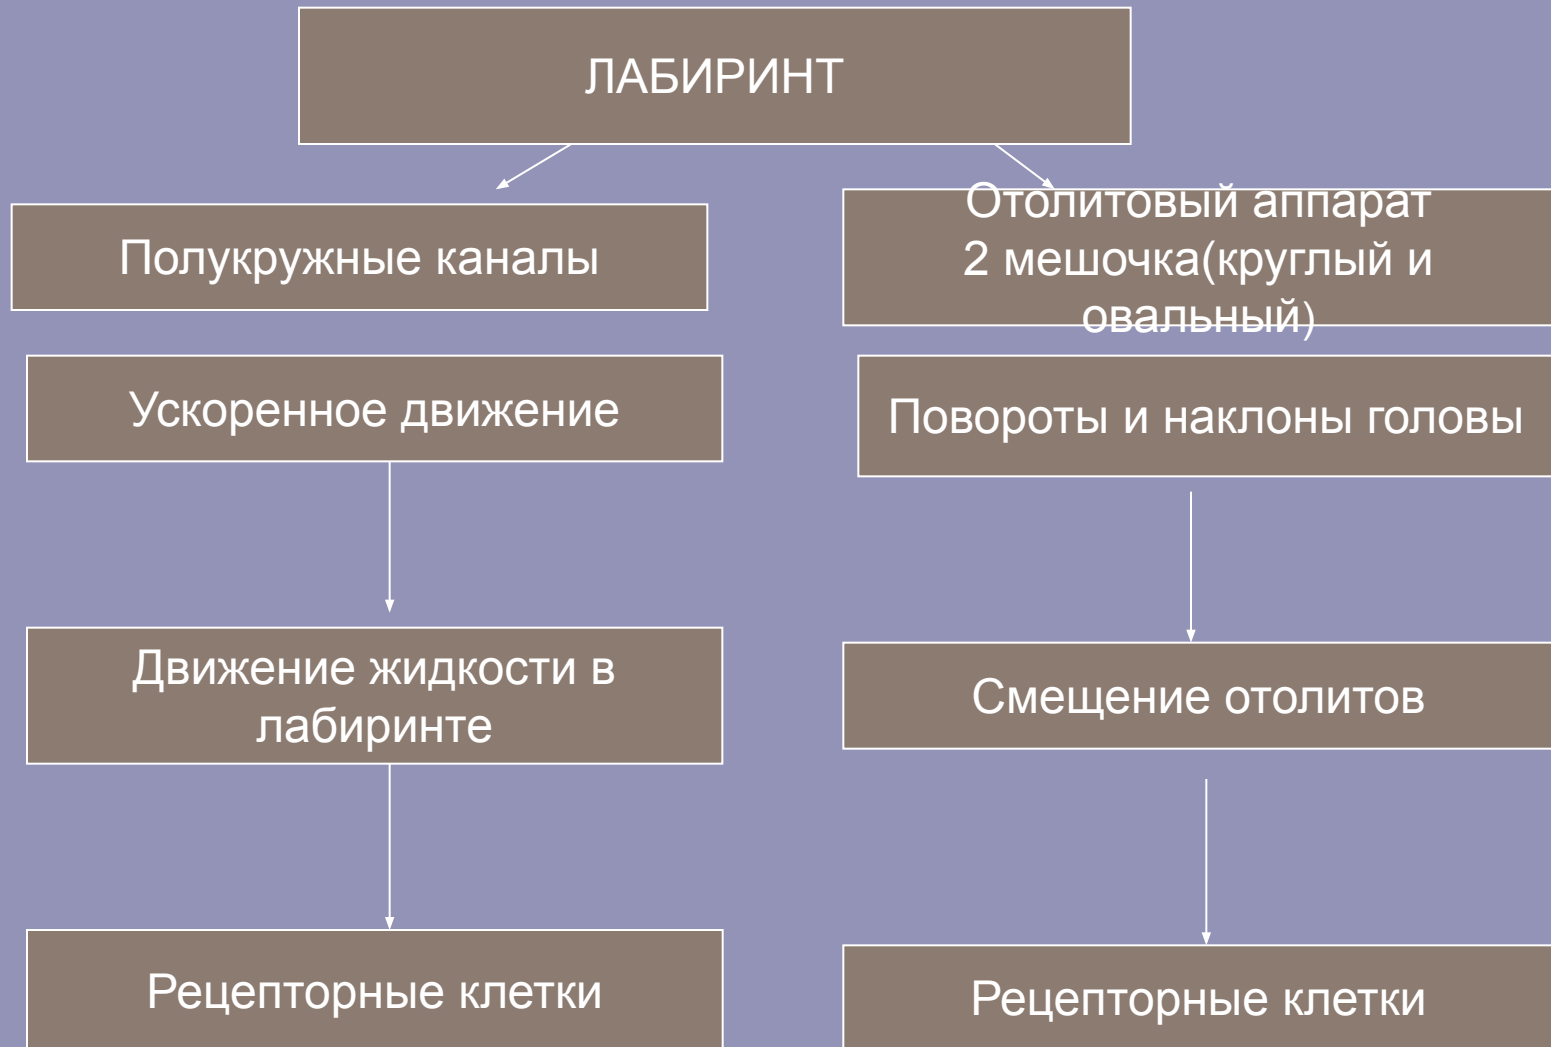 ЛАБИРИНТ
Полукружные каналы
Отолитовый аппарат
2 мешочка(круглый и
овальный)
Ускоренное движение
Повороты и наклоны головы
Движение жидкости в
лабиринте
Смещение отолитов
Рецепторные клетки
Рецепторные клетки